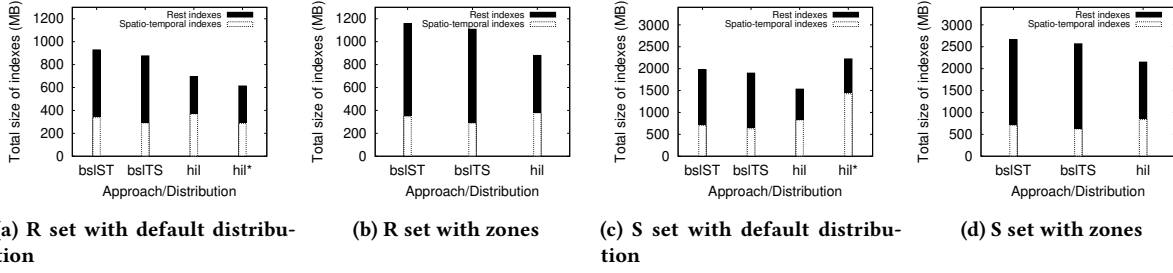 Total size of indexes (MB)
1200
1000
800
600
400
200
0
Rest indexes
Spatio-temporal indexes
bslST bslTS hil hil*
Approach/Distribution
(a) R set with default distribu-
tion
Total size of indexes (MB)
1200
1000
800
600
400
200
0
Rest indexes
Spatio-temporal indexes
bslST bslTS hil
Approach/Distribution
(b) R set with zones
Total size of indexes (MB)
3000
2500
2000
1500
1000
500
0
Rest indexes
Spatio-temporal indexes
bslST bslTS hil hil*
Approach/Distribution
(c) S set with default distribu-
tion
Total size of indexes (MB)
3000
2500
2000
1500
1000
500
0
Rest indexes
Spatio-temporal indexes
bslST bslTS hil
Approach/Distribution
(d) S set with zones